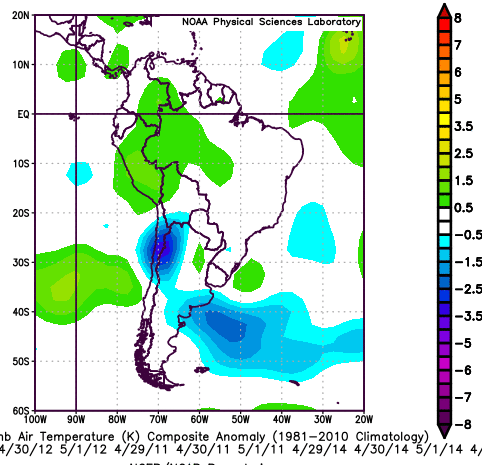 NOAA Physical Sciences Laboratory
20N
10N
EQ
10S
20S
30S
40S
50S
60S
100W 90W 80W 70W 60W 50W 40W 30W 20W
8
7
6
5
4
3.5
2.5
1.5
0.5
-0.5
-1.5
-2.5
-3.5
-4
-5
-6
-7
-8
Air Temperature (K) Composite Anomaly (1981-2010 Climatology)
4/30/12 5/1/12 4/29/11 4/30/11 5/1/11 4/29/14 4/30/14 5/1/14